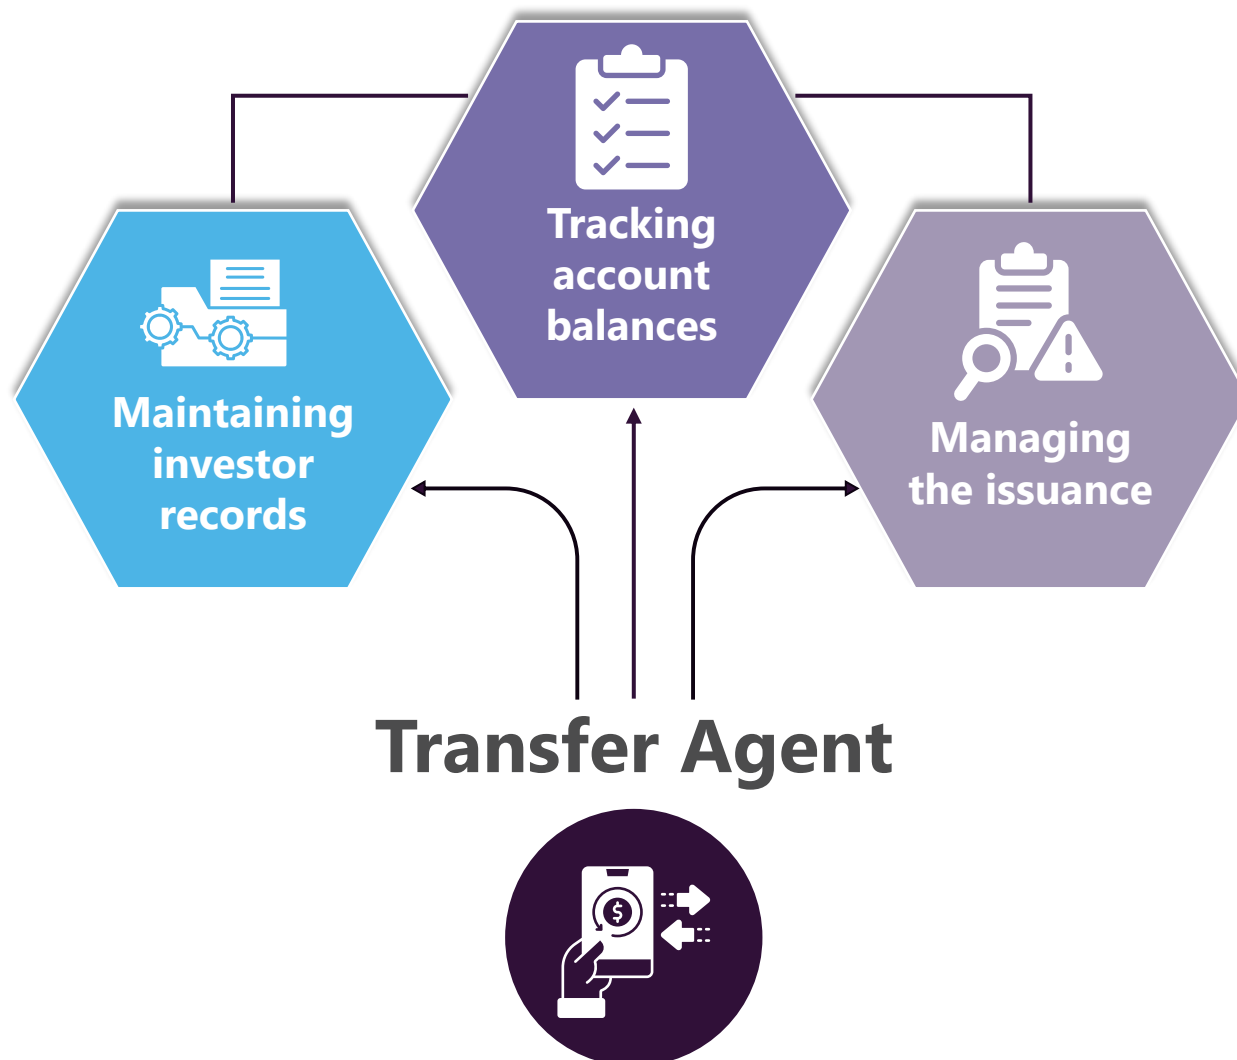 Tracking
account
balances
Maintaining
investor
records
Managing
the issuance
Transfer Agent
$